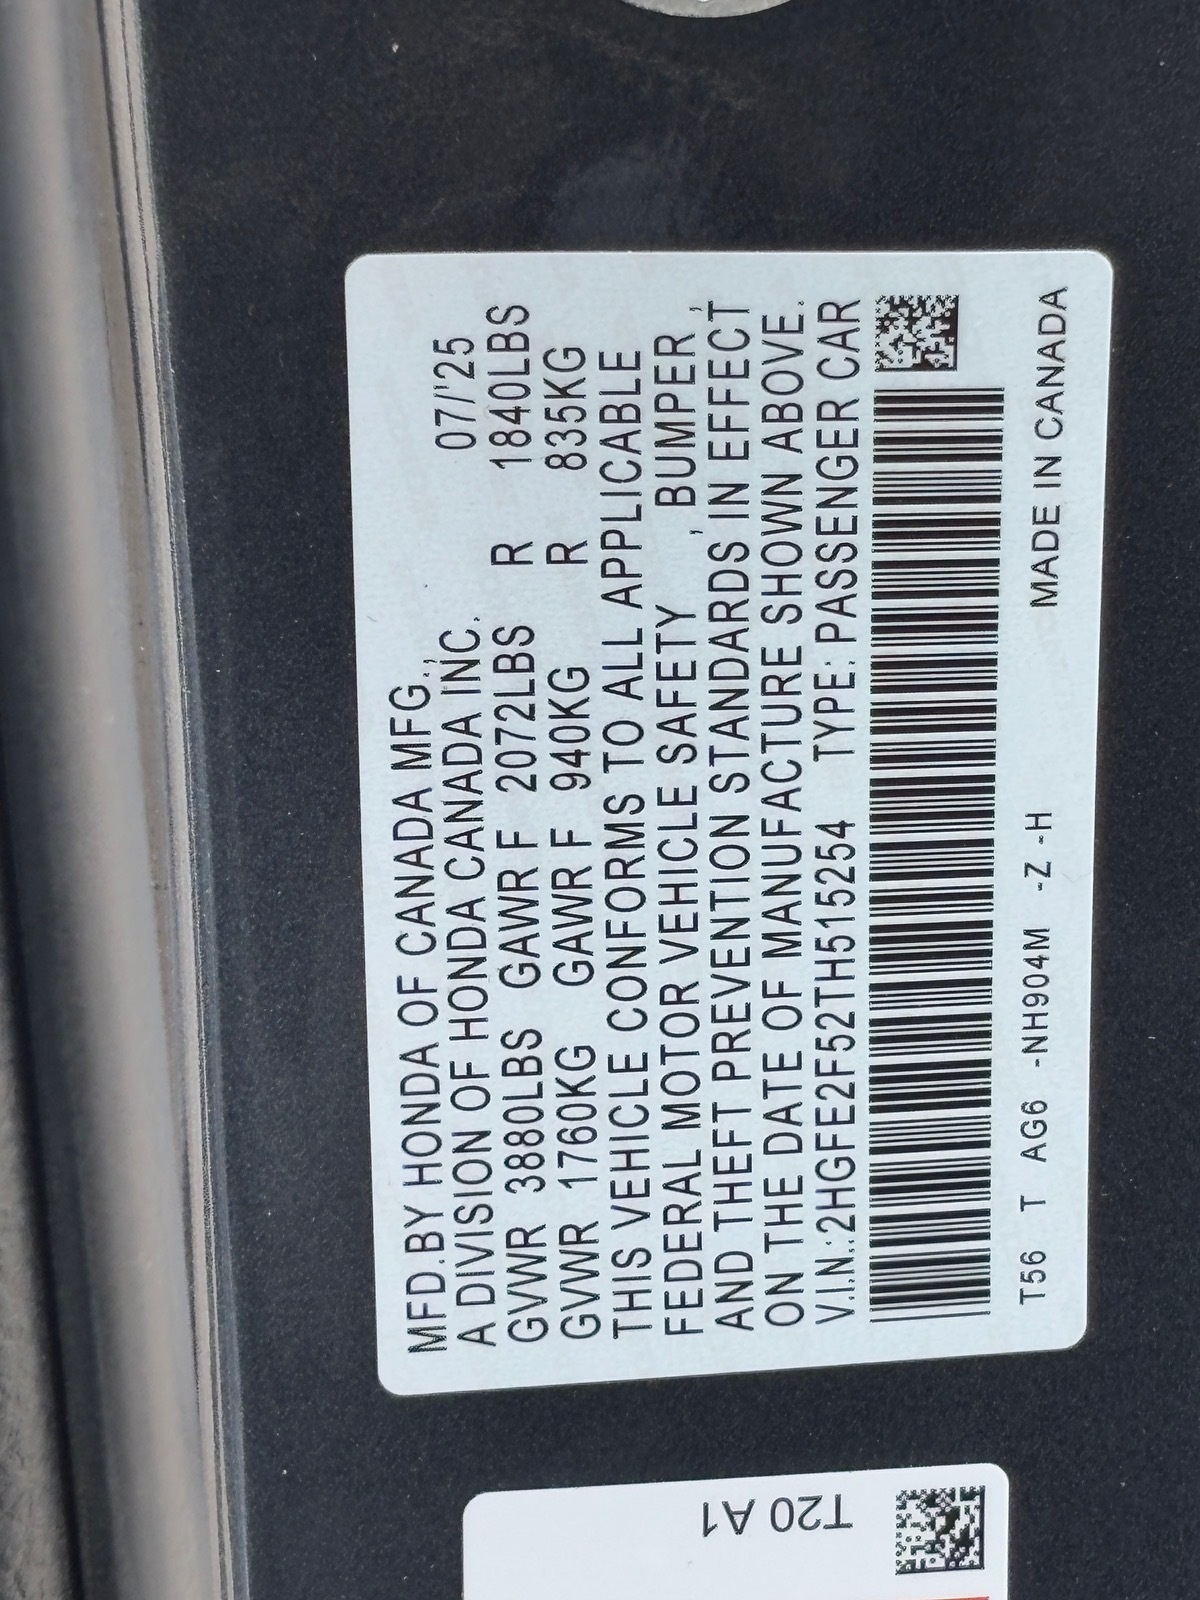 MFD.BY HONDA OF CANADA MFG.,
A DIVISION OF HONDA CANADA INC. 07/'25
GVWR 3880LBS GAWR F 2072LBS R 1840LBS
GVWR 1760KG GAWR F 940KG R 835KG
THIS VEHICLE CONFORMS TO ALL APPLICABLE
FEDERAL MOTOR VEHICLE SAFETY , BUMPER ,
AND THEFT PREVENTION STANDARDS IN EFFECT
ON THE DATE OF MANUFACTURE SHOWN ABOVE.
V.I.N.:2HGFE2F52TH515254 TYPE: PASSENGER CAR
T56 T AG6 -NH904M -Z -H MADE IN CANADA
T20 A1